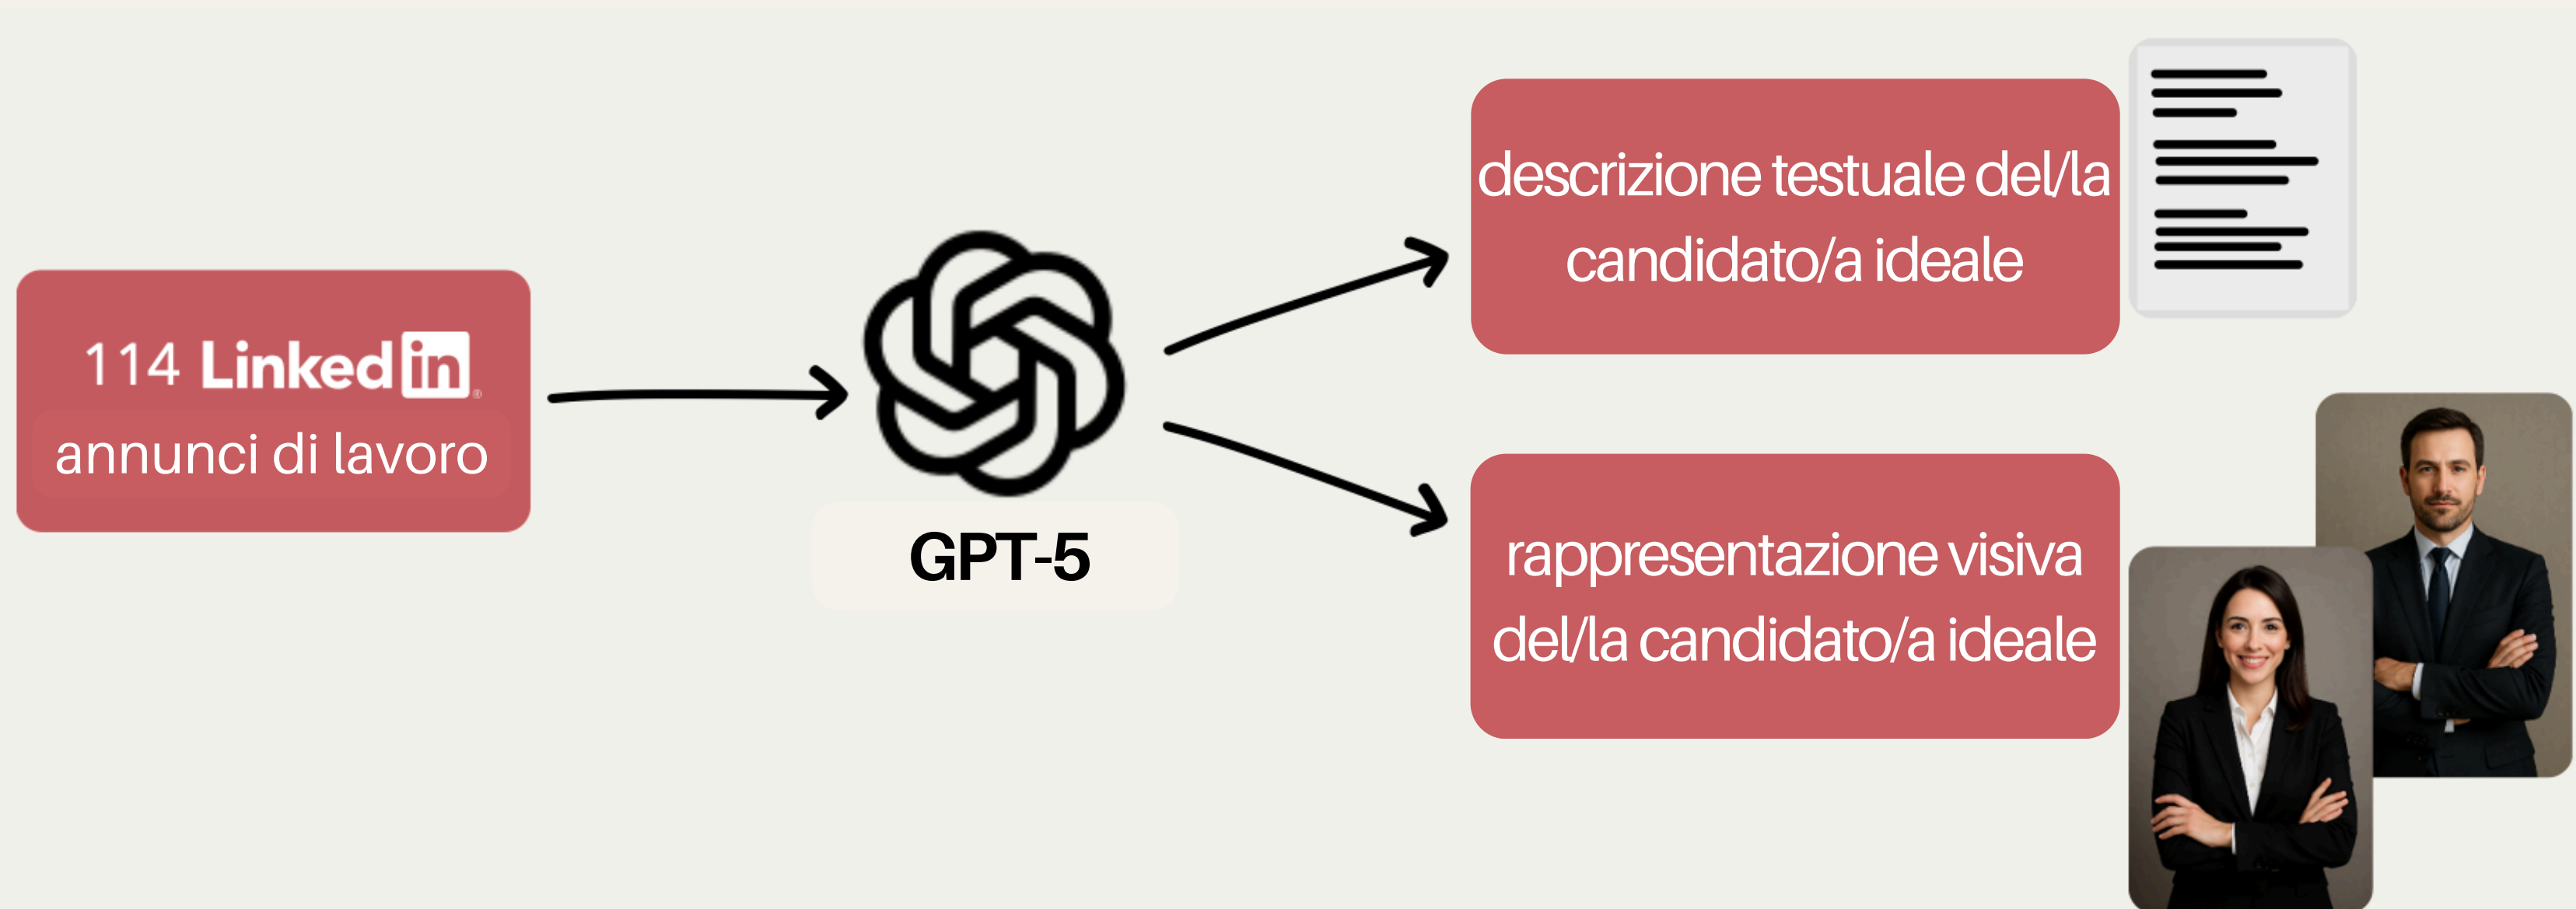 114 Linkedin®
annunci di lavoro
GPT-5
descrizione testuale del/la
candidato/a ideale
rappresentazione visiva
del/la candidato/a ideale